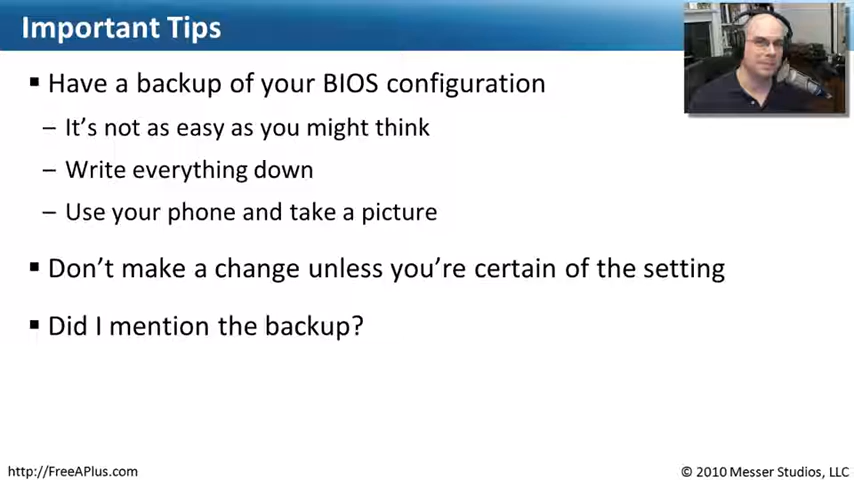 Important Tips
▪ Have a backup of your BIOS configuration
– It's not as easy as you might think
– Write everything down
– Use your phone and take a picture
▪ Don't make a change unless you're certain of the setting
▪ Did I mention the backup?
http://FreeAPlus.com
© 2010 Messer Studios, LLC